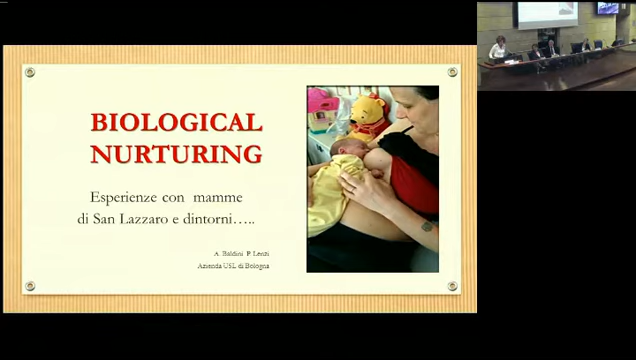 BIOLOGICAL
NURTURING
Esperienze con mamme
di San Lazzaro e dintorni…..
A. Baldini P. Lenzi
Azienda USL di Bologna